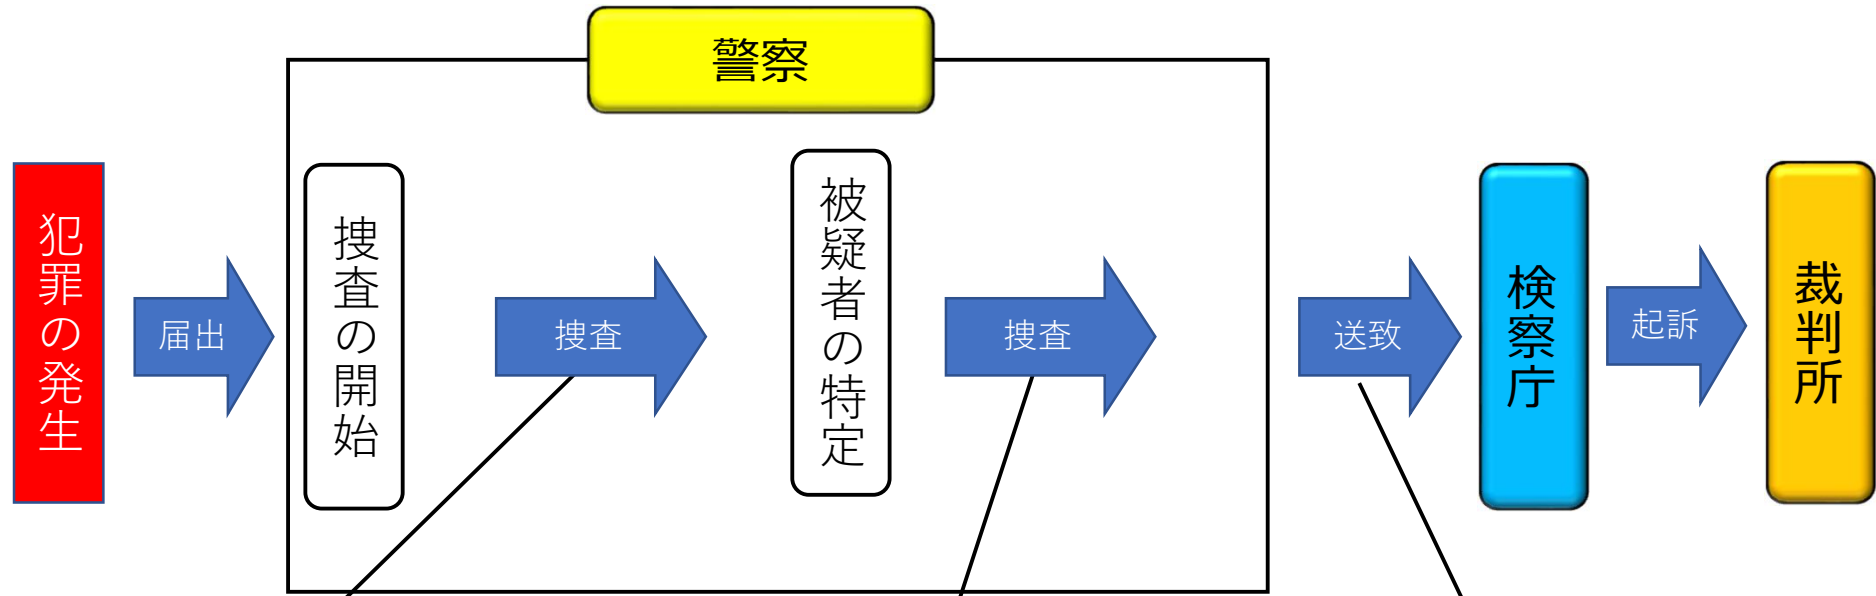 警察
犯罪の発生
届出
捜査の開始
捜査
被疑者の特定
捜査
送致
検察庁
起訴
裁判所